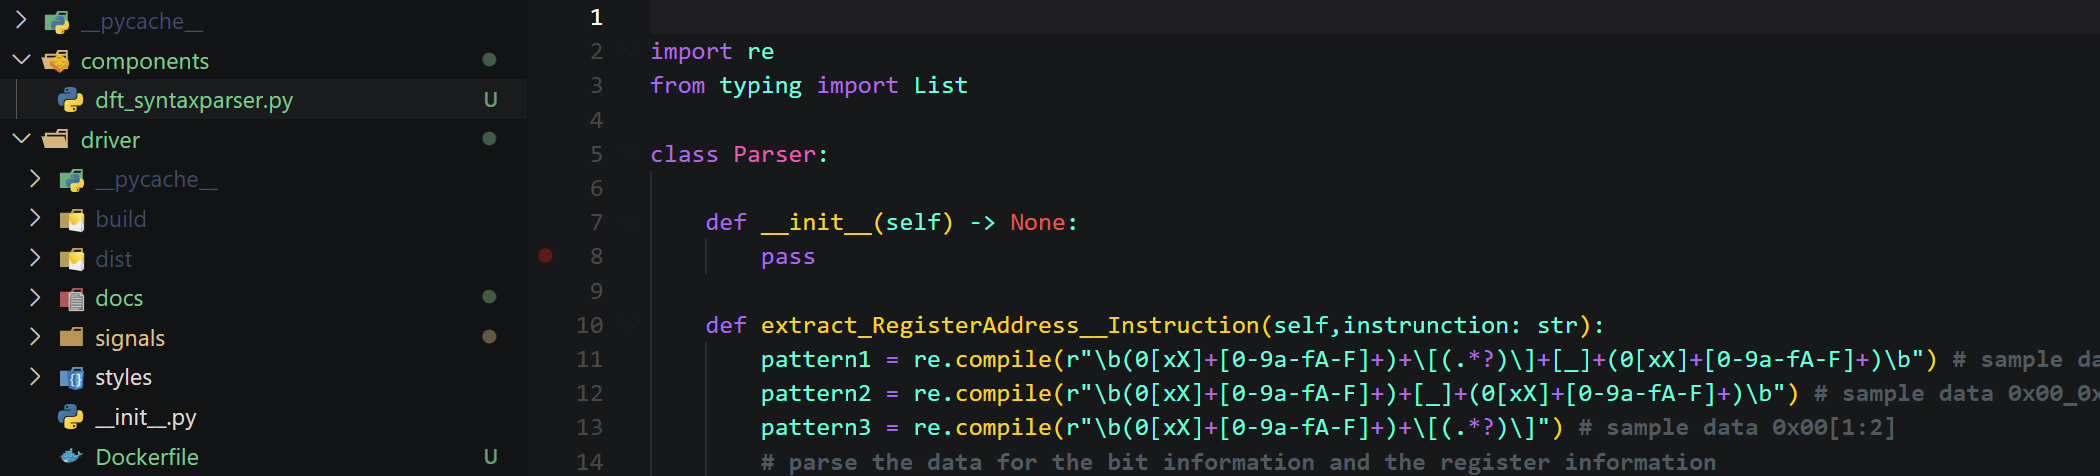 __pycache__
components
dft_syntaxparser.py U
driver
__pycache__
build
dist
docs
signals
styles
__init__.py
Dockerfile U
1
2 import re
3 from typing import List
4
5 class Parser:
6
7 def __init__(self) -> None:
8 pass
9
10 def extract_RegisterAddress__Instruction(self,instrunction: str):
11 pattern1 = re.compile(r"\b(0[xX]+[0-9a-fA-F]+)+\[(.*?)\]+[_]+(0[xX]+[0-9a-fA-F]+)\b") # sample da
12 pattern2 = re.compile(r"\b(0[xX]+[0-9a-fA-F]+)+[_]+(0[xX]+[0-9a-fA-F]+)\b") # sample data 0x00_0x
13 pattern3 = re.compile(r"\b(0[xX]+[0-9a-fA-F]+)+\[(.*?)\]") # sample data 0x00[1:2]
14 # parse the data for the bit information and the register information